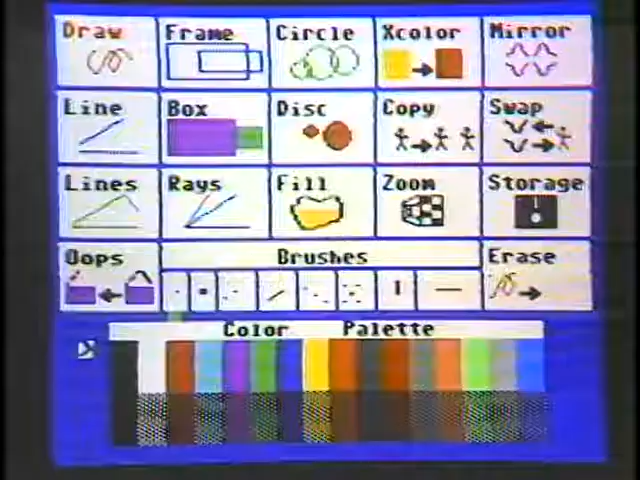 Draw Frame Circle Xcolor Mirror
Line Box Disc Copy Swap
Lines Rays Fill Zoom Storage
Oops Brushes Erase
Color Palette